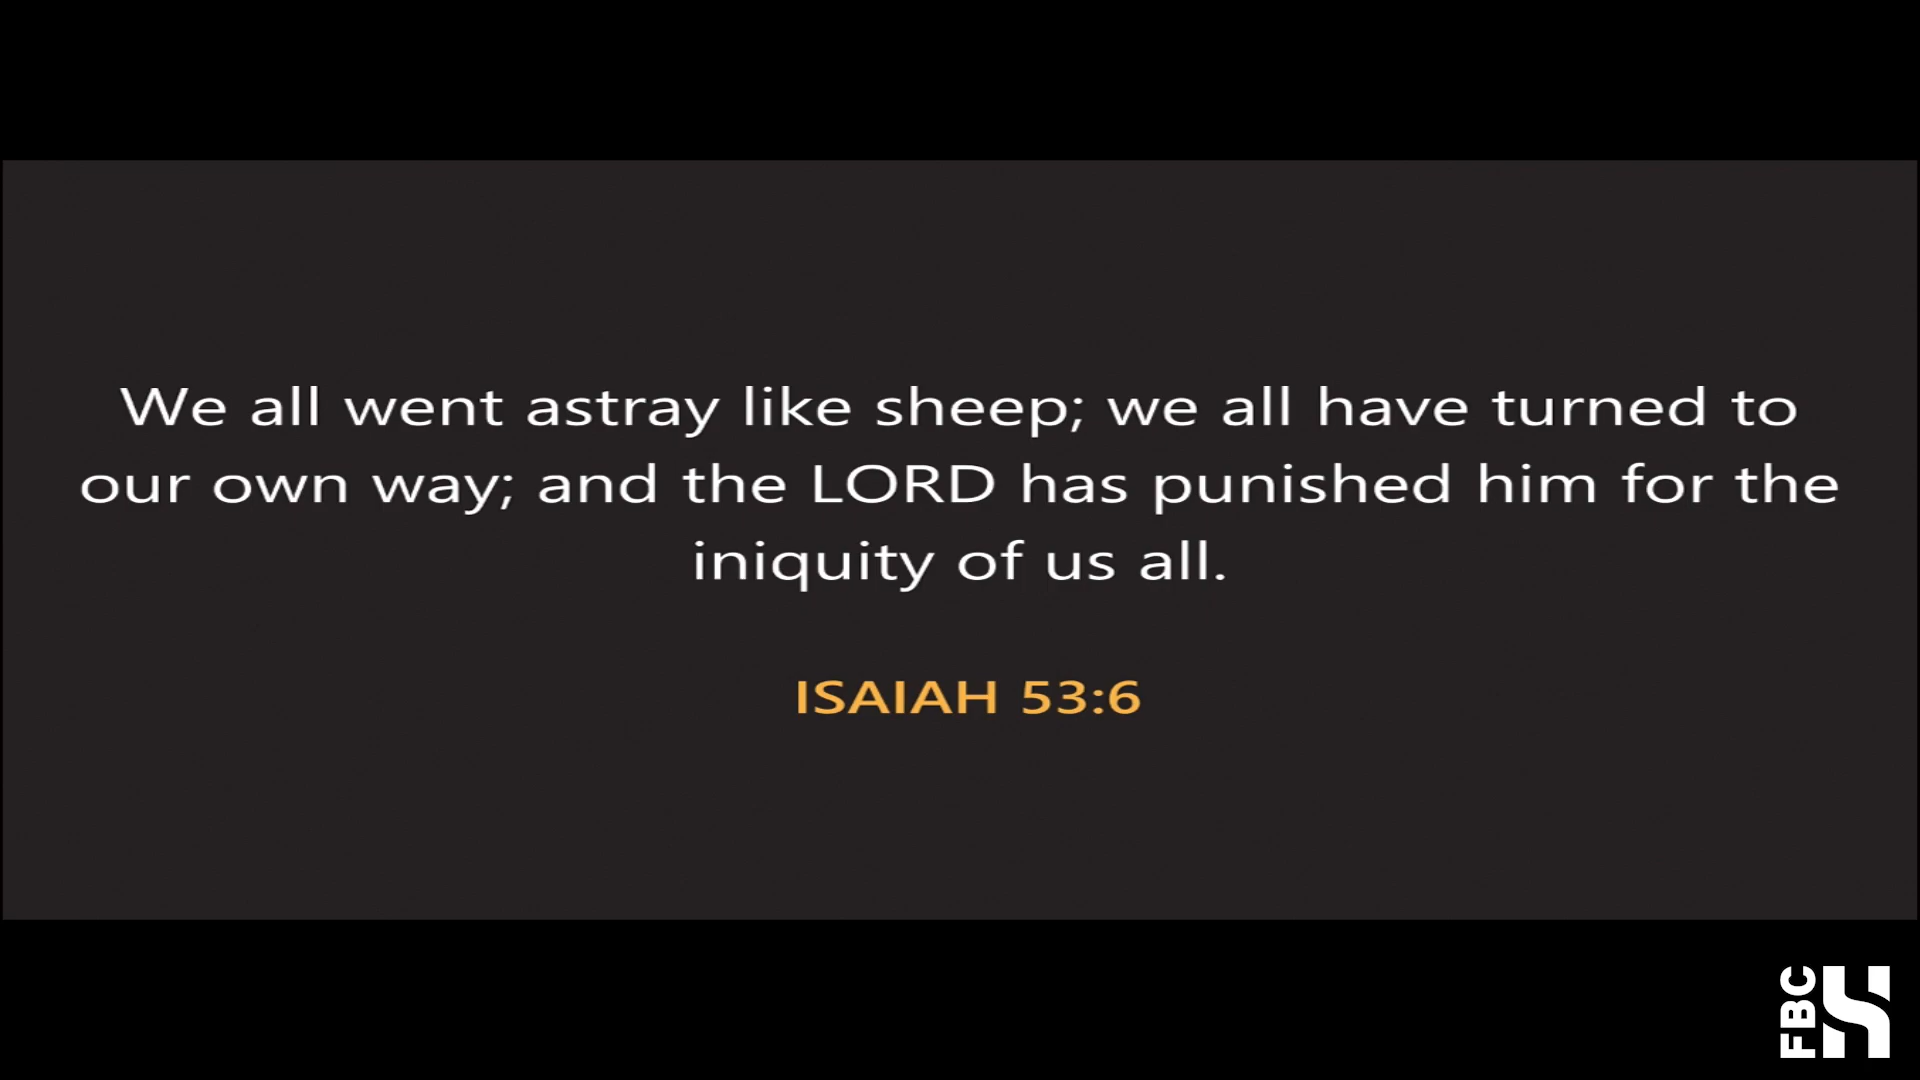 We all went astray like sheep; we all have turned to
our own way; and the LORD has punished him for the
iniquity of us all.
ISAIAH 53:6
FBC
H